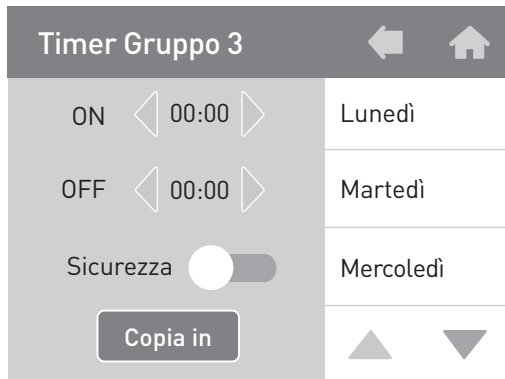 Timer Gruppo 3
ON 00:00
OFF 00:00
Sicurezza
Copia in
Lunedì
Martedì
Mercoledì